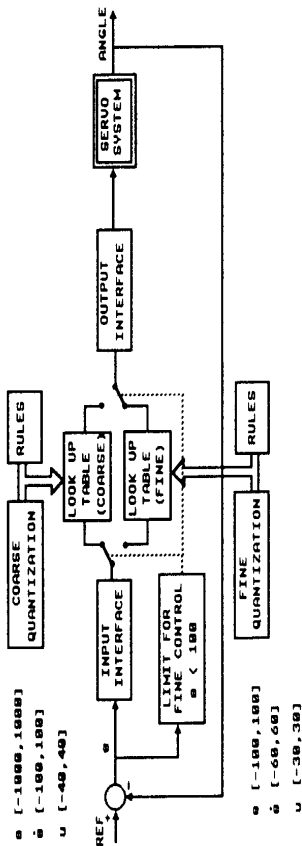 e [-1000,1000]
ė [-100,100]
u [-40,40]
COARSE
QUANTIZATION
RULES
REF
+
-
e
INPUT
INTERFACE
LOOK UP
TABLE
(COARSE)
LOOK UP
TABLE
(FINE)
OUTPUT
INTERFACE
SERVO
SYSTEM
ANGLE
LIMIT FOR
FINE CONTROL
e < 100
e [-100,100]
ė [-60,60]
u [-30,30]
FINE
QUANTIZATION
RULES